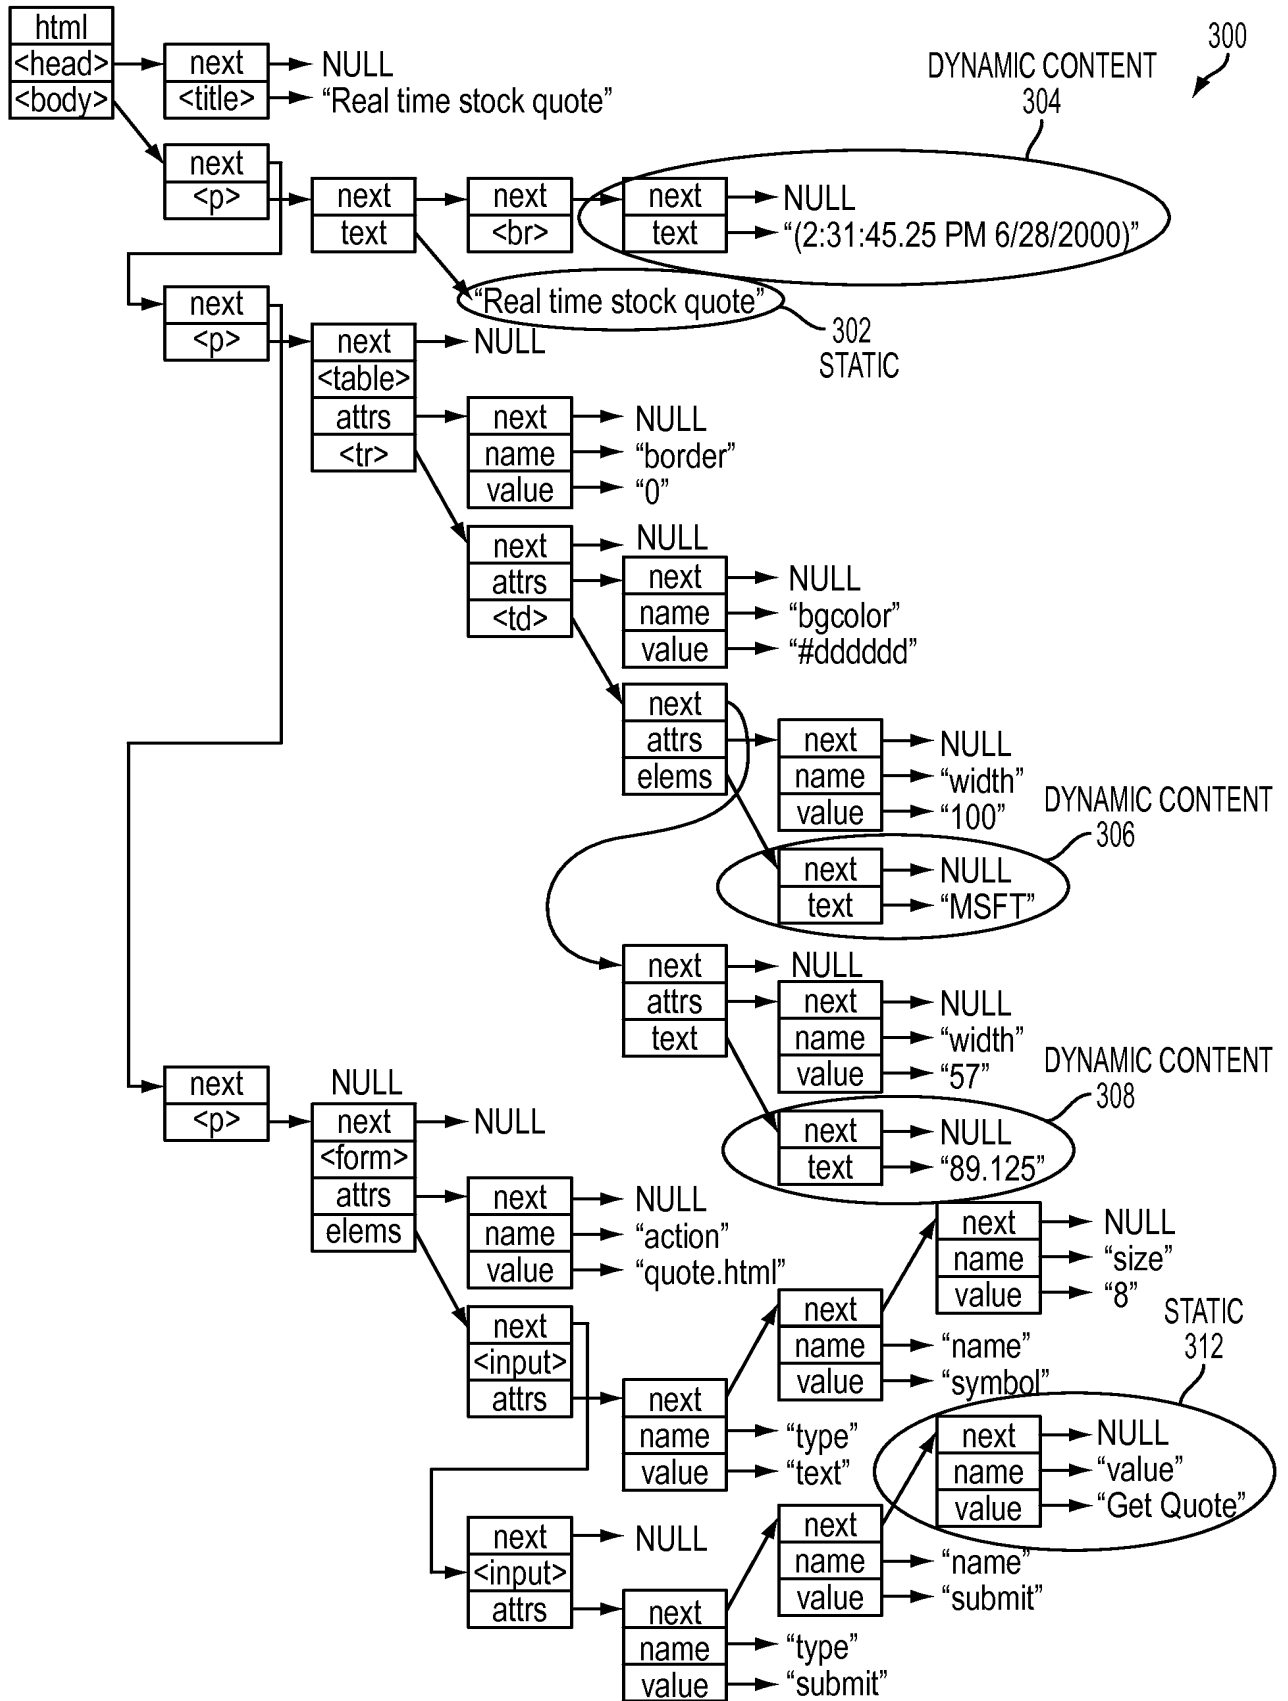 html
<head>
<body>
next
NULL
<title>
“Real time stock quote”
300
DYNAMIC CONTENT
304
next
<p>
next
text
next
<br>
next
NULL
text
“(2:31:45.25 PM 6/28/2000)”
“Real time stock quote”
302
STATIC
next
<p>
next
NULL
<table>
attrs
<tr>
next
NULL
name
“border”
value
“0”
next
NULL
attrs
<td>
next
NULL
name
“bgcolor”
value
“#dddddd”
next
attrs
elems
next
NULL
name
“width”
value
“100”
DYNAMIC CONTENT
306
next
NULL
text
“MSFT”
next
NULL
attrs
text
next
NULL
name
“width”
value
“57”
DYNAMIC CONTENT
308
next
NULL
text
“89.125”
next
<p>
NULL
next
NULL
<form>
attrs
elems
next
NULL
name
“action”
value
“quote.html”
next
<input>
attrs
next
name
“type”
value
“text”
next
name
“name”
value
“symbol”
next
NULL
name
“size”
value
“8”
STATIC
312
next
NULL
<input>
attrs
next
name
“type”
value
“submit”
next
name
“name”
value
“submit”
next
NULL
name
“value”
value
“Get Quote”